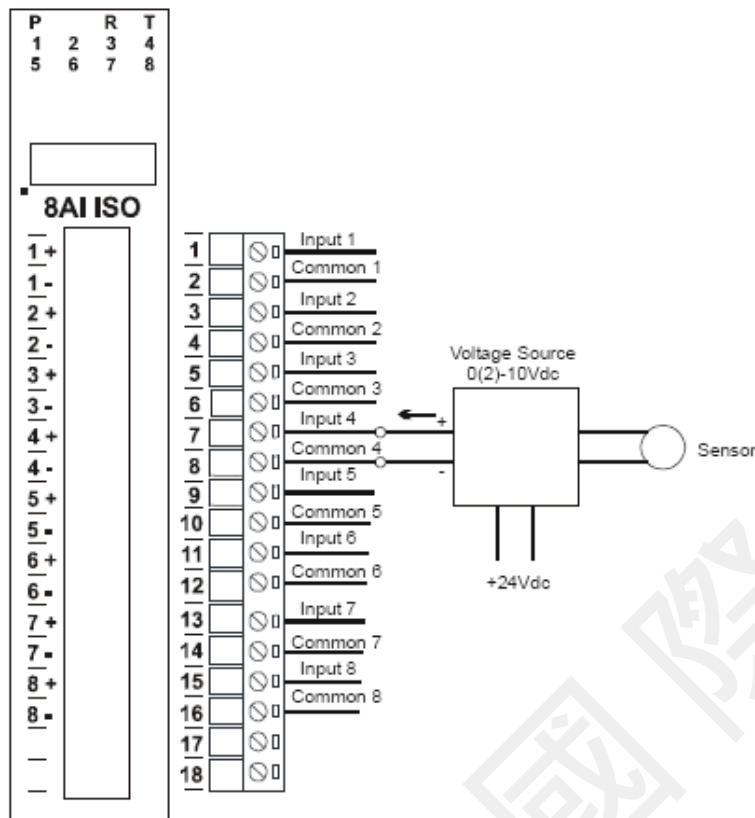 P R T
1 2 3 4
5 6 7 8
8AI ISO
1 +
1 -
2 +
2 -
3 +
3 -
4 +
4 -
5 +
5 -
6 +
6 -
7 +
7 -
8 +
8 -
1 Input 1
2 Common 1
3 Input 2
4 Common 2
5 Input 3
6 Common 3
7 Input 4
8 Common 4
9 Input 5
10 Common 5
11 Input 6
12 Common 6
13 Input 7
14 Common 7
15 Input 8
16 Common 8
17
18
Voltage Source
0(2)-10Vdc
+
-
Sensor
+24Vdc
國際